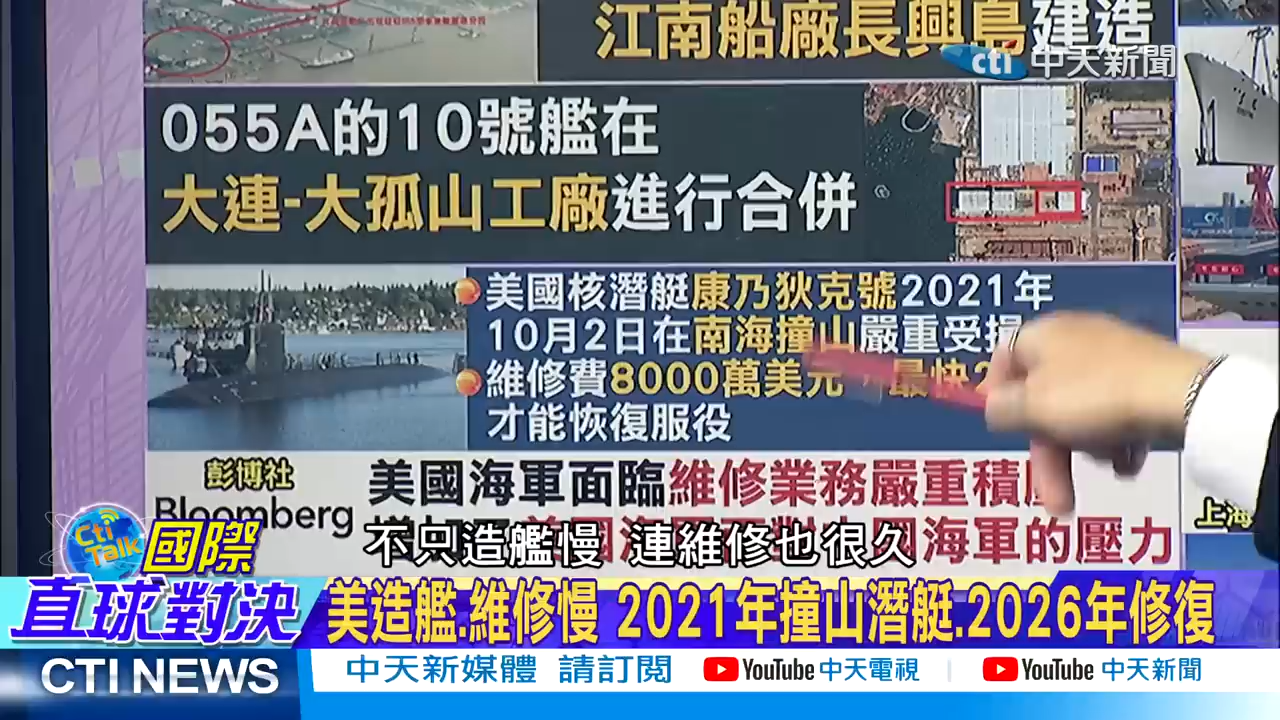 江南船廠長興島建造
cti 中天新聞
055A的10號艦在
大連-大孤山工廠進行合併
美國核潛艇康乃狄克號2021年
10月2日在南海撞山嚴重受損
維修費8000萬美元
最快2
才能恢復服役
彭博社
Bloomberg
美國海軍面臨維修業務嚴重積
海軍的壓力
上海
不只造艦慢 連維修也很久
CTi Talk
國際
直球對決
美造艦.維修慢 2021年撞山潛艇.2026年修復
CTI NEWS
中天新媒體 請訂閱
YouTube 中天電視
YouTube 中天新聞